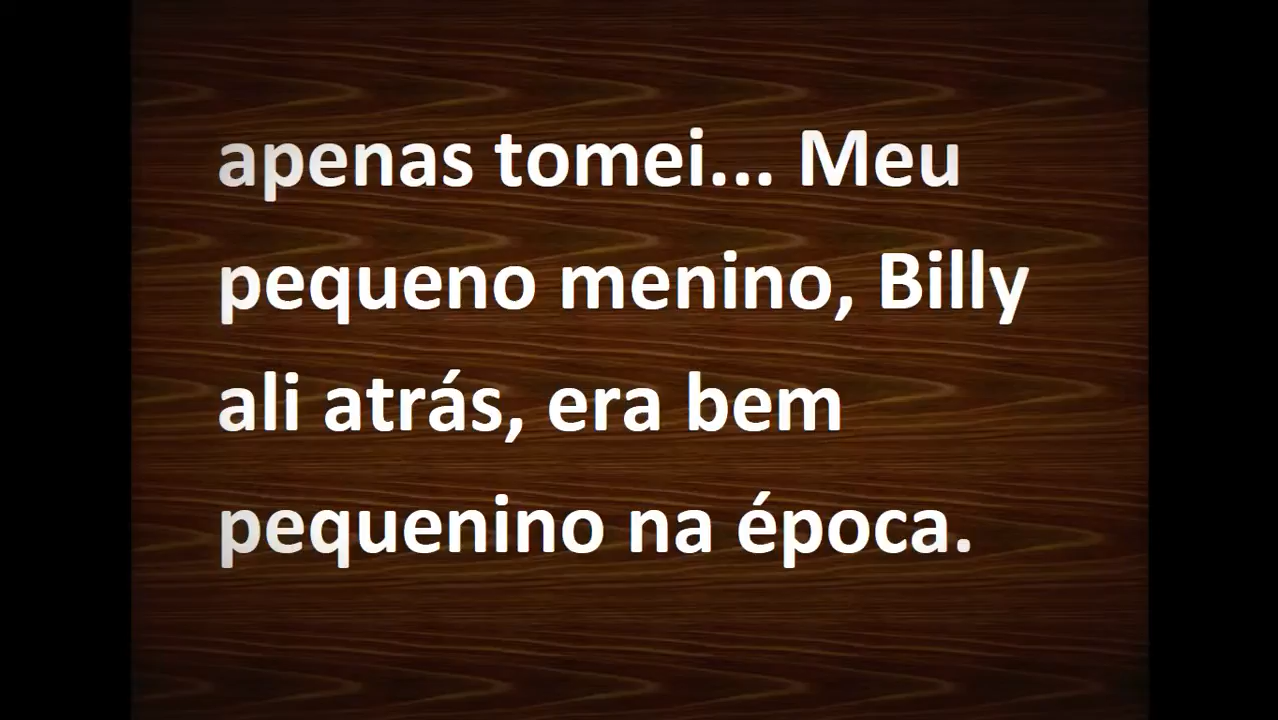 apenas tomei... Meu
pequeno menino, Billy
ali atrás, era bem
pequenino na época.